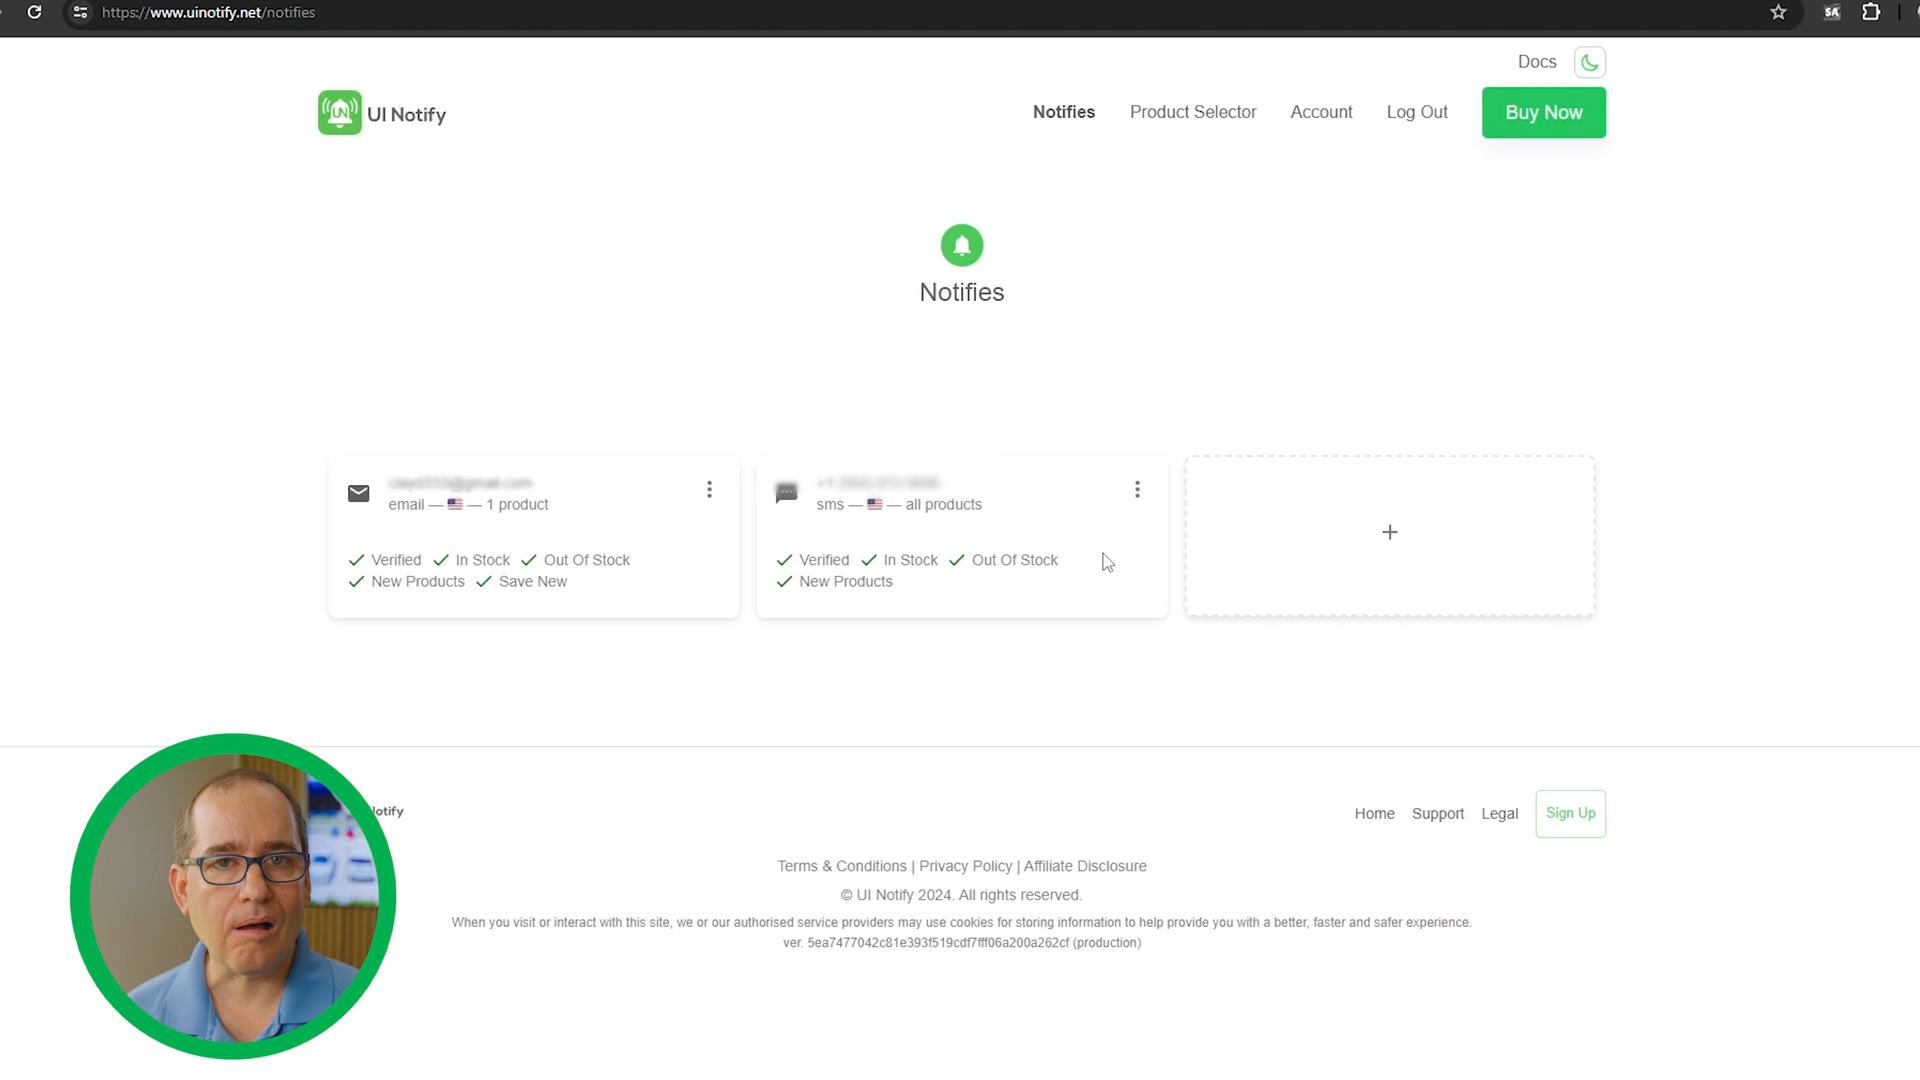 https://www.uinotify.net/notifies
SA
Docs
UN
UI Notify
Notifies
Product Selector
Account
Log Out
Buy Now
Notifies
email — 🇺🇸 — 1 product
✓ Verified ✓ In Stock ✓ Out Of Stock
✓ New Products ✓ Save New
sms — 🇺🇸 — all products
✓ Verified ✓ In Stock ✓ Out Of Stock
✓ New Products
+
otify
Home
Support
Legal
Sign Up
Terms & Conditions | Privacy Policy | Affiliate Disclosure
© UI Notify 2024. All rights reserved.
When you visit or interact with this site, we or our authorised service providers may use cookies for storing information to help provide you with a better, faster and safer experience.
ver. 5ea7477042c81e393f519cdf7fff06a200a262cf (production)